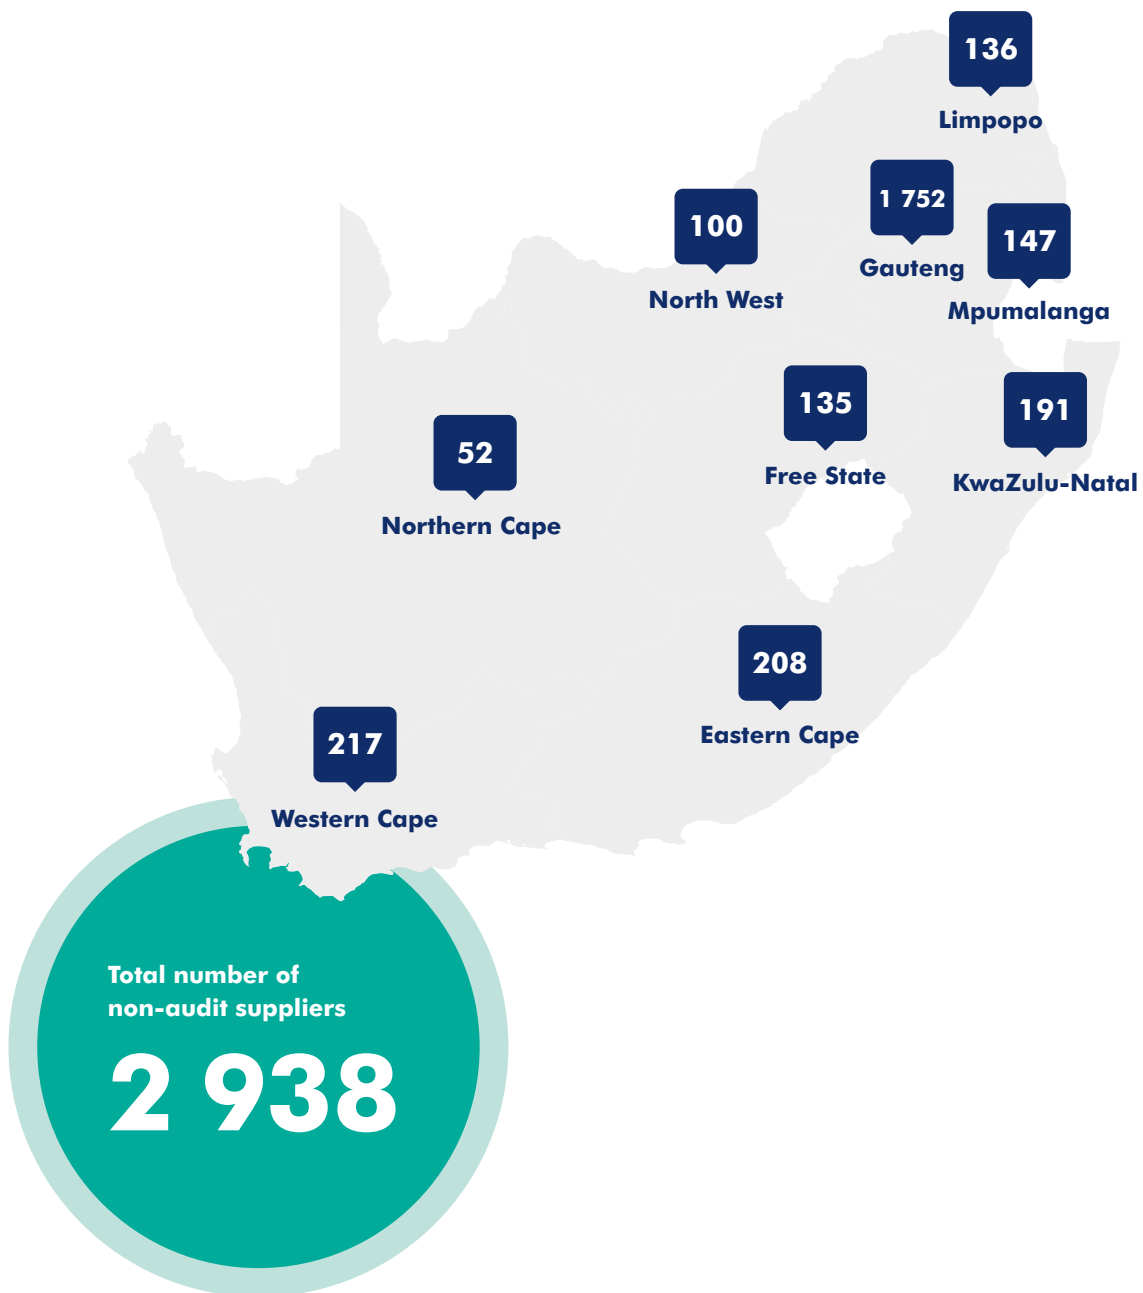 136
Limpopo
1 752
Gauteng
100
North West
147
Mpumalanga
135
Free State
191
KwaZulu-Natal
52
Northern Cape
208
Eastern Cape
217
Western Cape
Total number of
non-audit suppliers
2 938